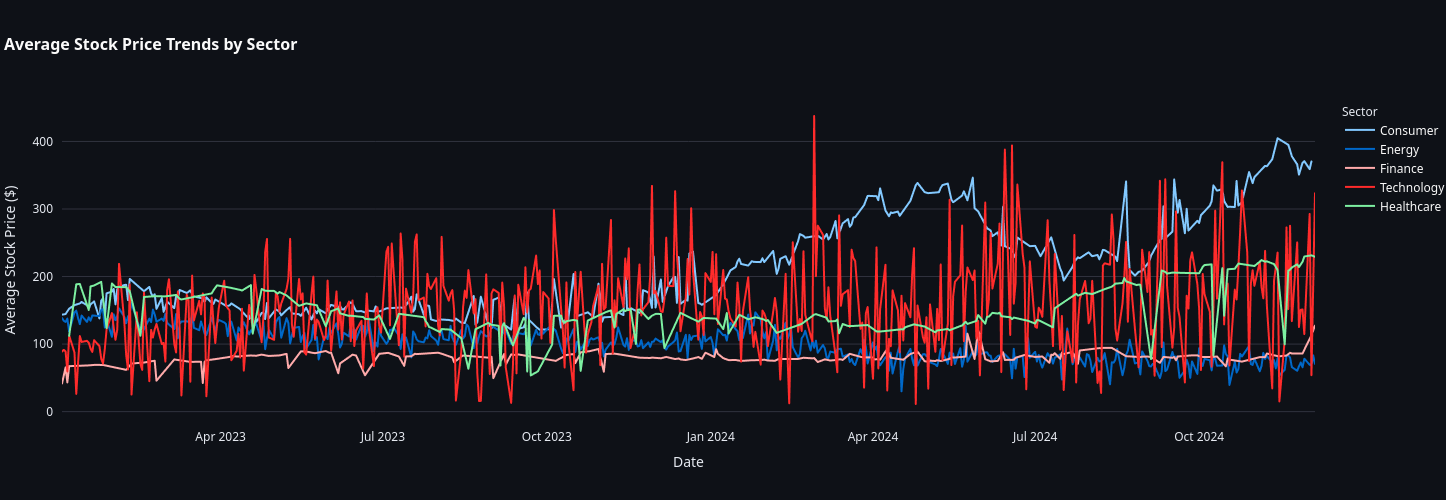 Average Stock Price Trends by Sector
Average Stock Price ($)
400
300
200
100
0
Apr 2023
Jul 2023
Oct 2023
Jan 2024
Apr 2024
Jul 2024
Oct 2024
Date
Sector
Consumer
Energy
Finance
Technology
Healthcare